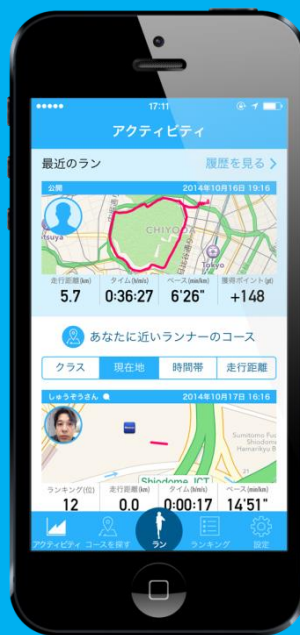 17:11
アクティビティ
最近のラン
履歴を見る
公開 2014年10月16日 19:16
CHIYODA
Tokyo
走行距離(km) タイム(h/m/s) ペース(min/km) 獲得ポイント(pt)
5.7 0:36:27 6'26" +148
あなたに近いランナーのコース
クラス 現在地 時間帯 走行距離
しゅうぞうさん 2014年10月17日 16:16
Shiodome ICT
ランキング(位) 走行距離(km) タイム(h/m/s) ペース(min/km)
12 0.0 0:00:17 14'51"
アクティビティ コースを探す ラン ランキング 設定